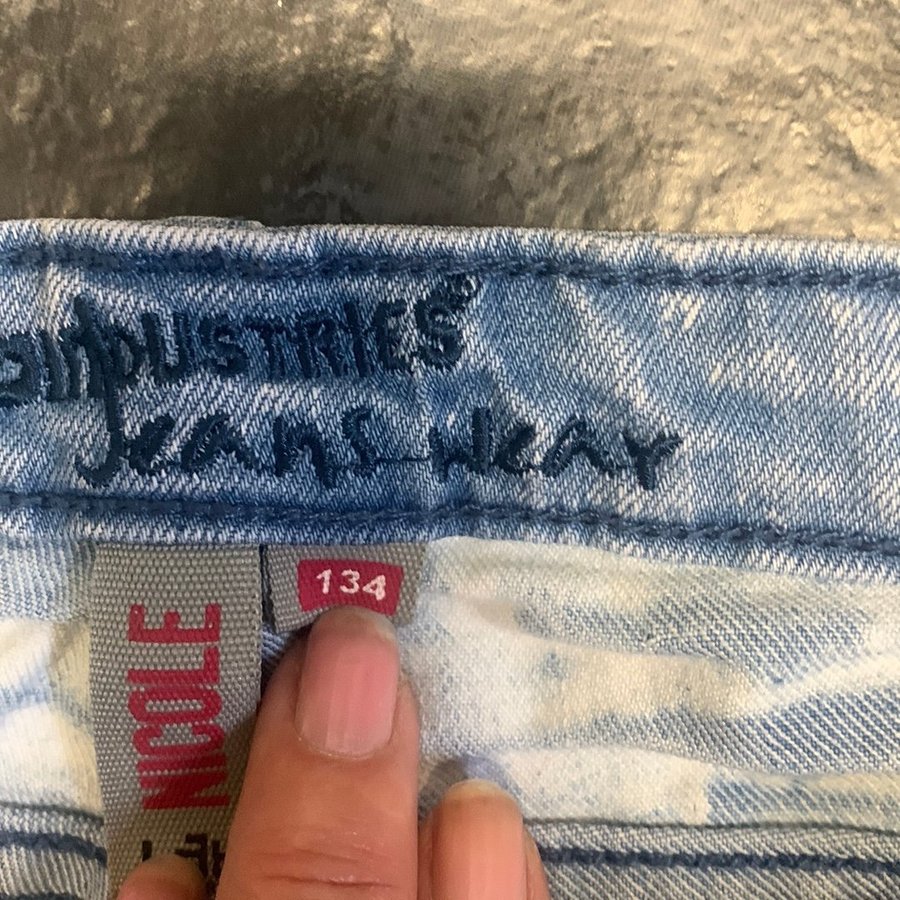 INDUSTRIES
Jeans Wear
134
NICOLE